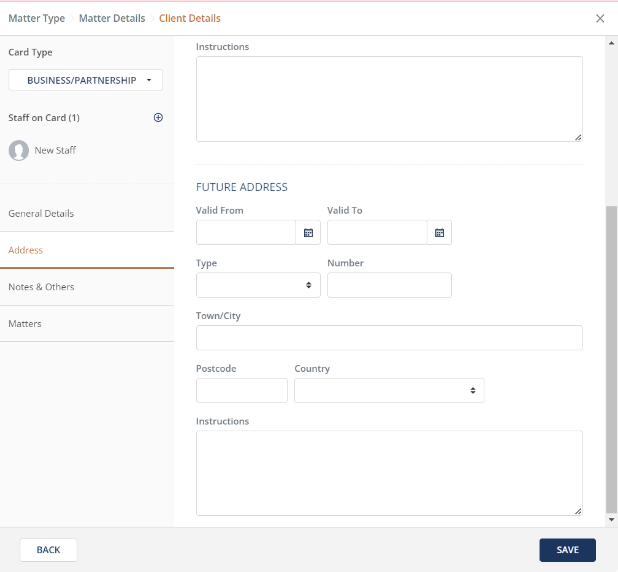 Matter Type Matter Details Client Details
Card Type
BUSINESS/PARTNERSHIP
Staff on Card (1)
New Staff
General Details
Address
Notes & Others
Matters
Instructions
FUTURE ADDRESS
Valid From Valid To
Type Number
Town/City
Postcode Country
Instructions
BACK SAVE